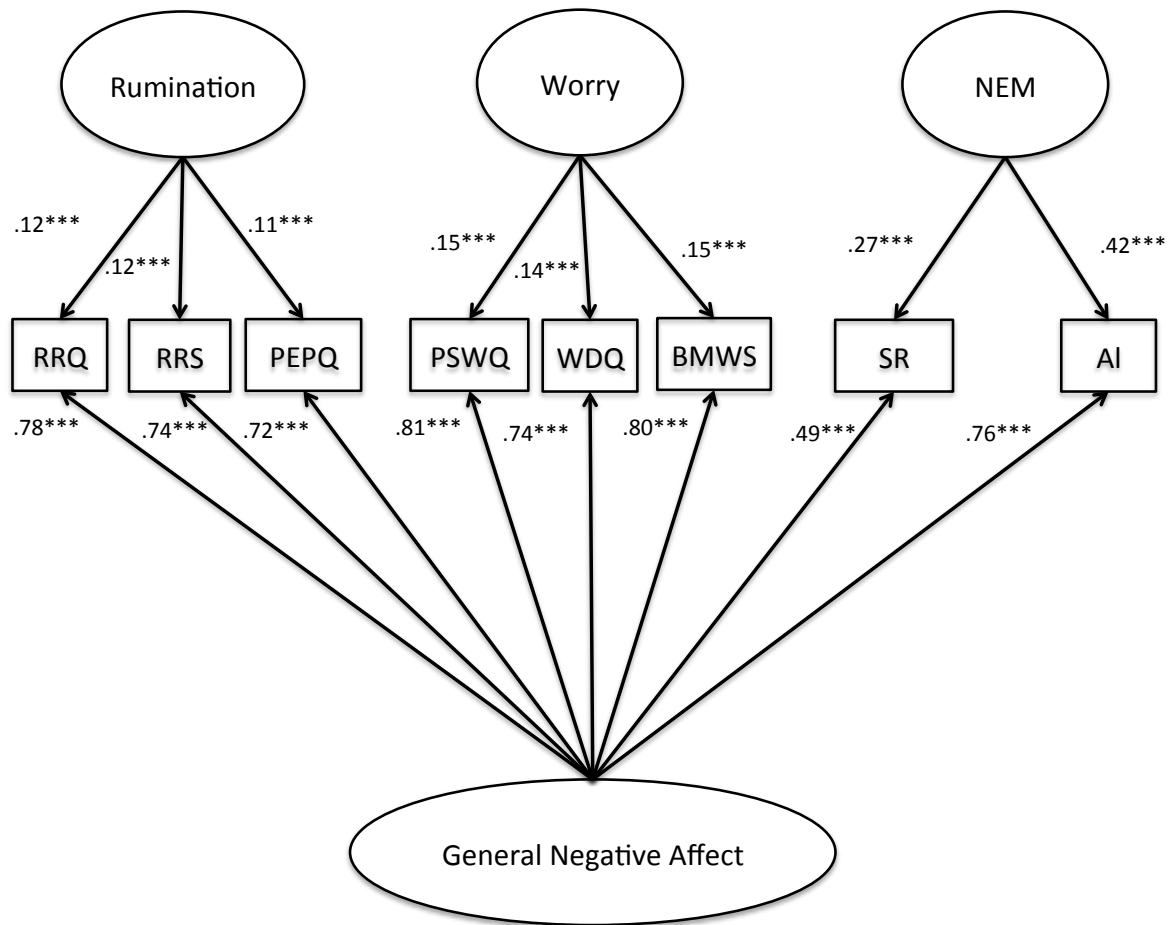 Rumination
Worry
NEM
.12***
.12***
.11***
.15***
.14***
.15***
.27***
.42***
RRQ
RRS
PEPQ
PSWQ
WDQ
BMWS
SR
Al
.78***
.74***
.72***
.81***
.74***
.80***
.49***
.76***
General Negative Affect